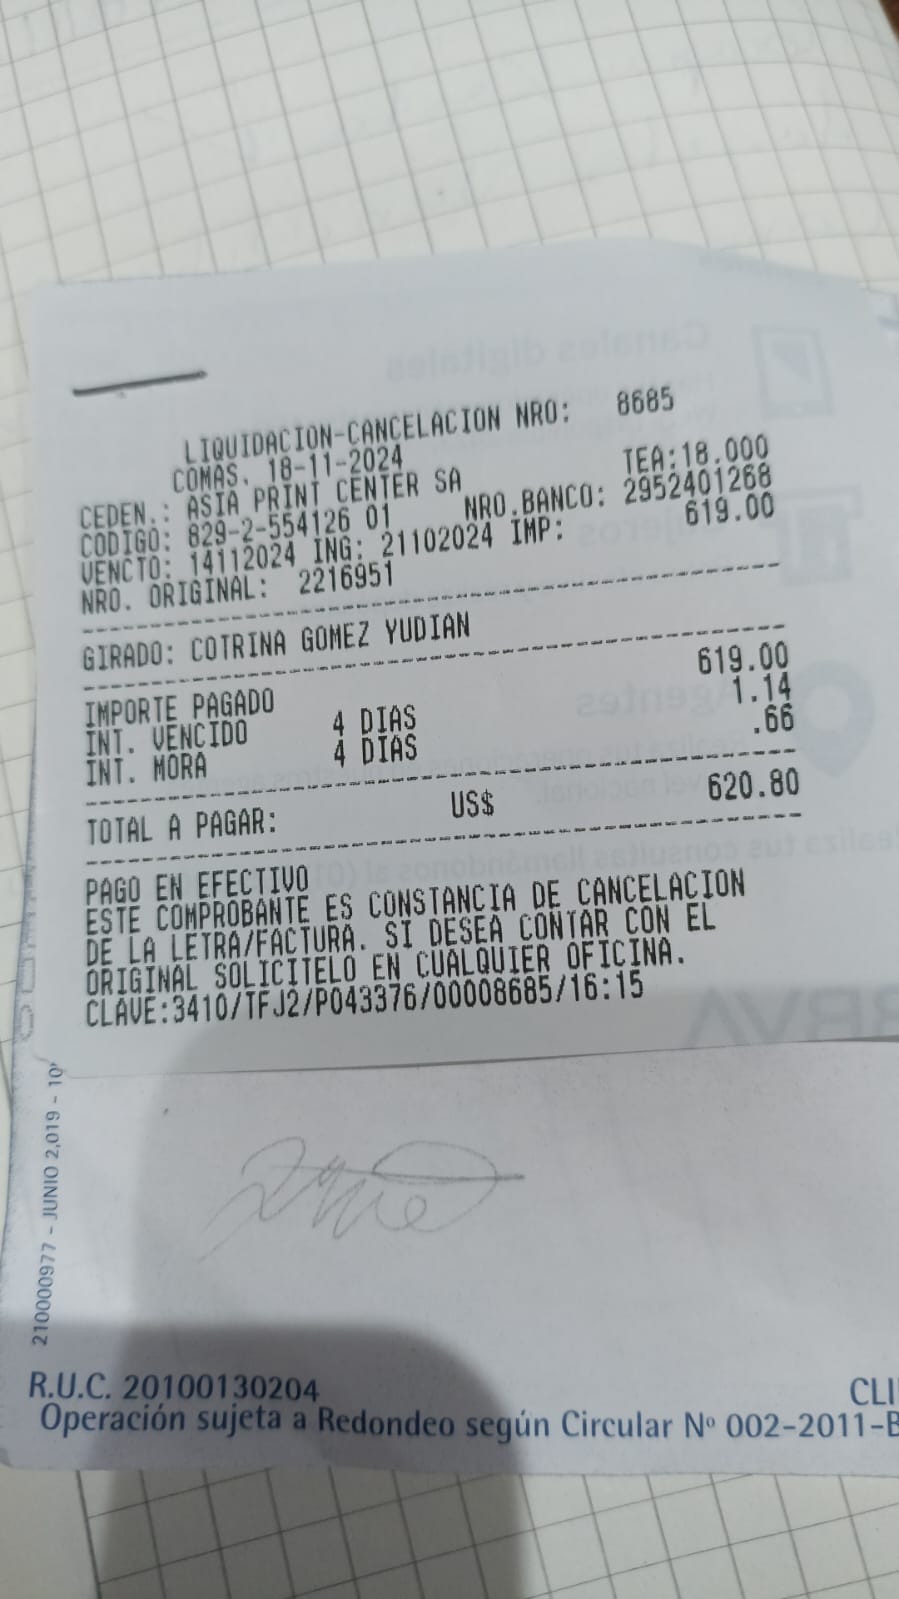 LIQUIDACION-CANCELACION NRO: 8685
COMAS, 18-11-2024 TEA:18.000
CEDEN.: ASIA PRINT CENTER SA
CODIGO: 829-2-554126 01 NRO.BANCO: 2952401268
VENCTO: 14112024 ING: 21102024 IMP: 619.00
NRO. ORIGINAL: 2216951
GIRADO: COTRINA GOMEZ YUDIAN
IMPORTE PAGADO 619.00
INT. VENCIDO 4 DIAS 1.14
INT. MORA 4 DIAS .66
TOTAL A PAGAR: US$ 620.80
PAGO EN EFECTIVO
ESTE COMPROBANTE ES CONSTANCIA DE CANCELACION
DE LA LETRA/FACTURA. SI DESEA CONTAR CON EL
ORIGINAL SOLICITELO EN CUALQUIER OFICINA.
CLAVE:3410/TFJ2/P043376/00008685/16:15
210000977 - JUNIO 2,019 - 10
R.U.C. 20100130204 CLI
Operación sujeta a Redondeo según Circular Nº 002-2011-B